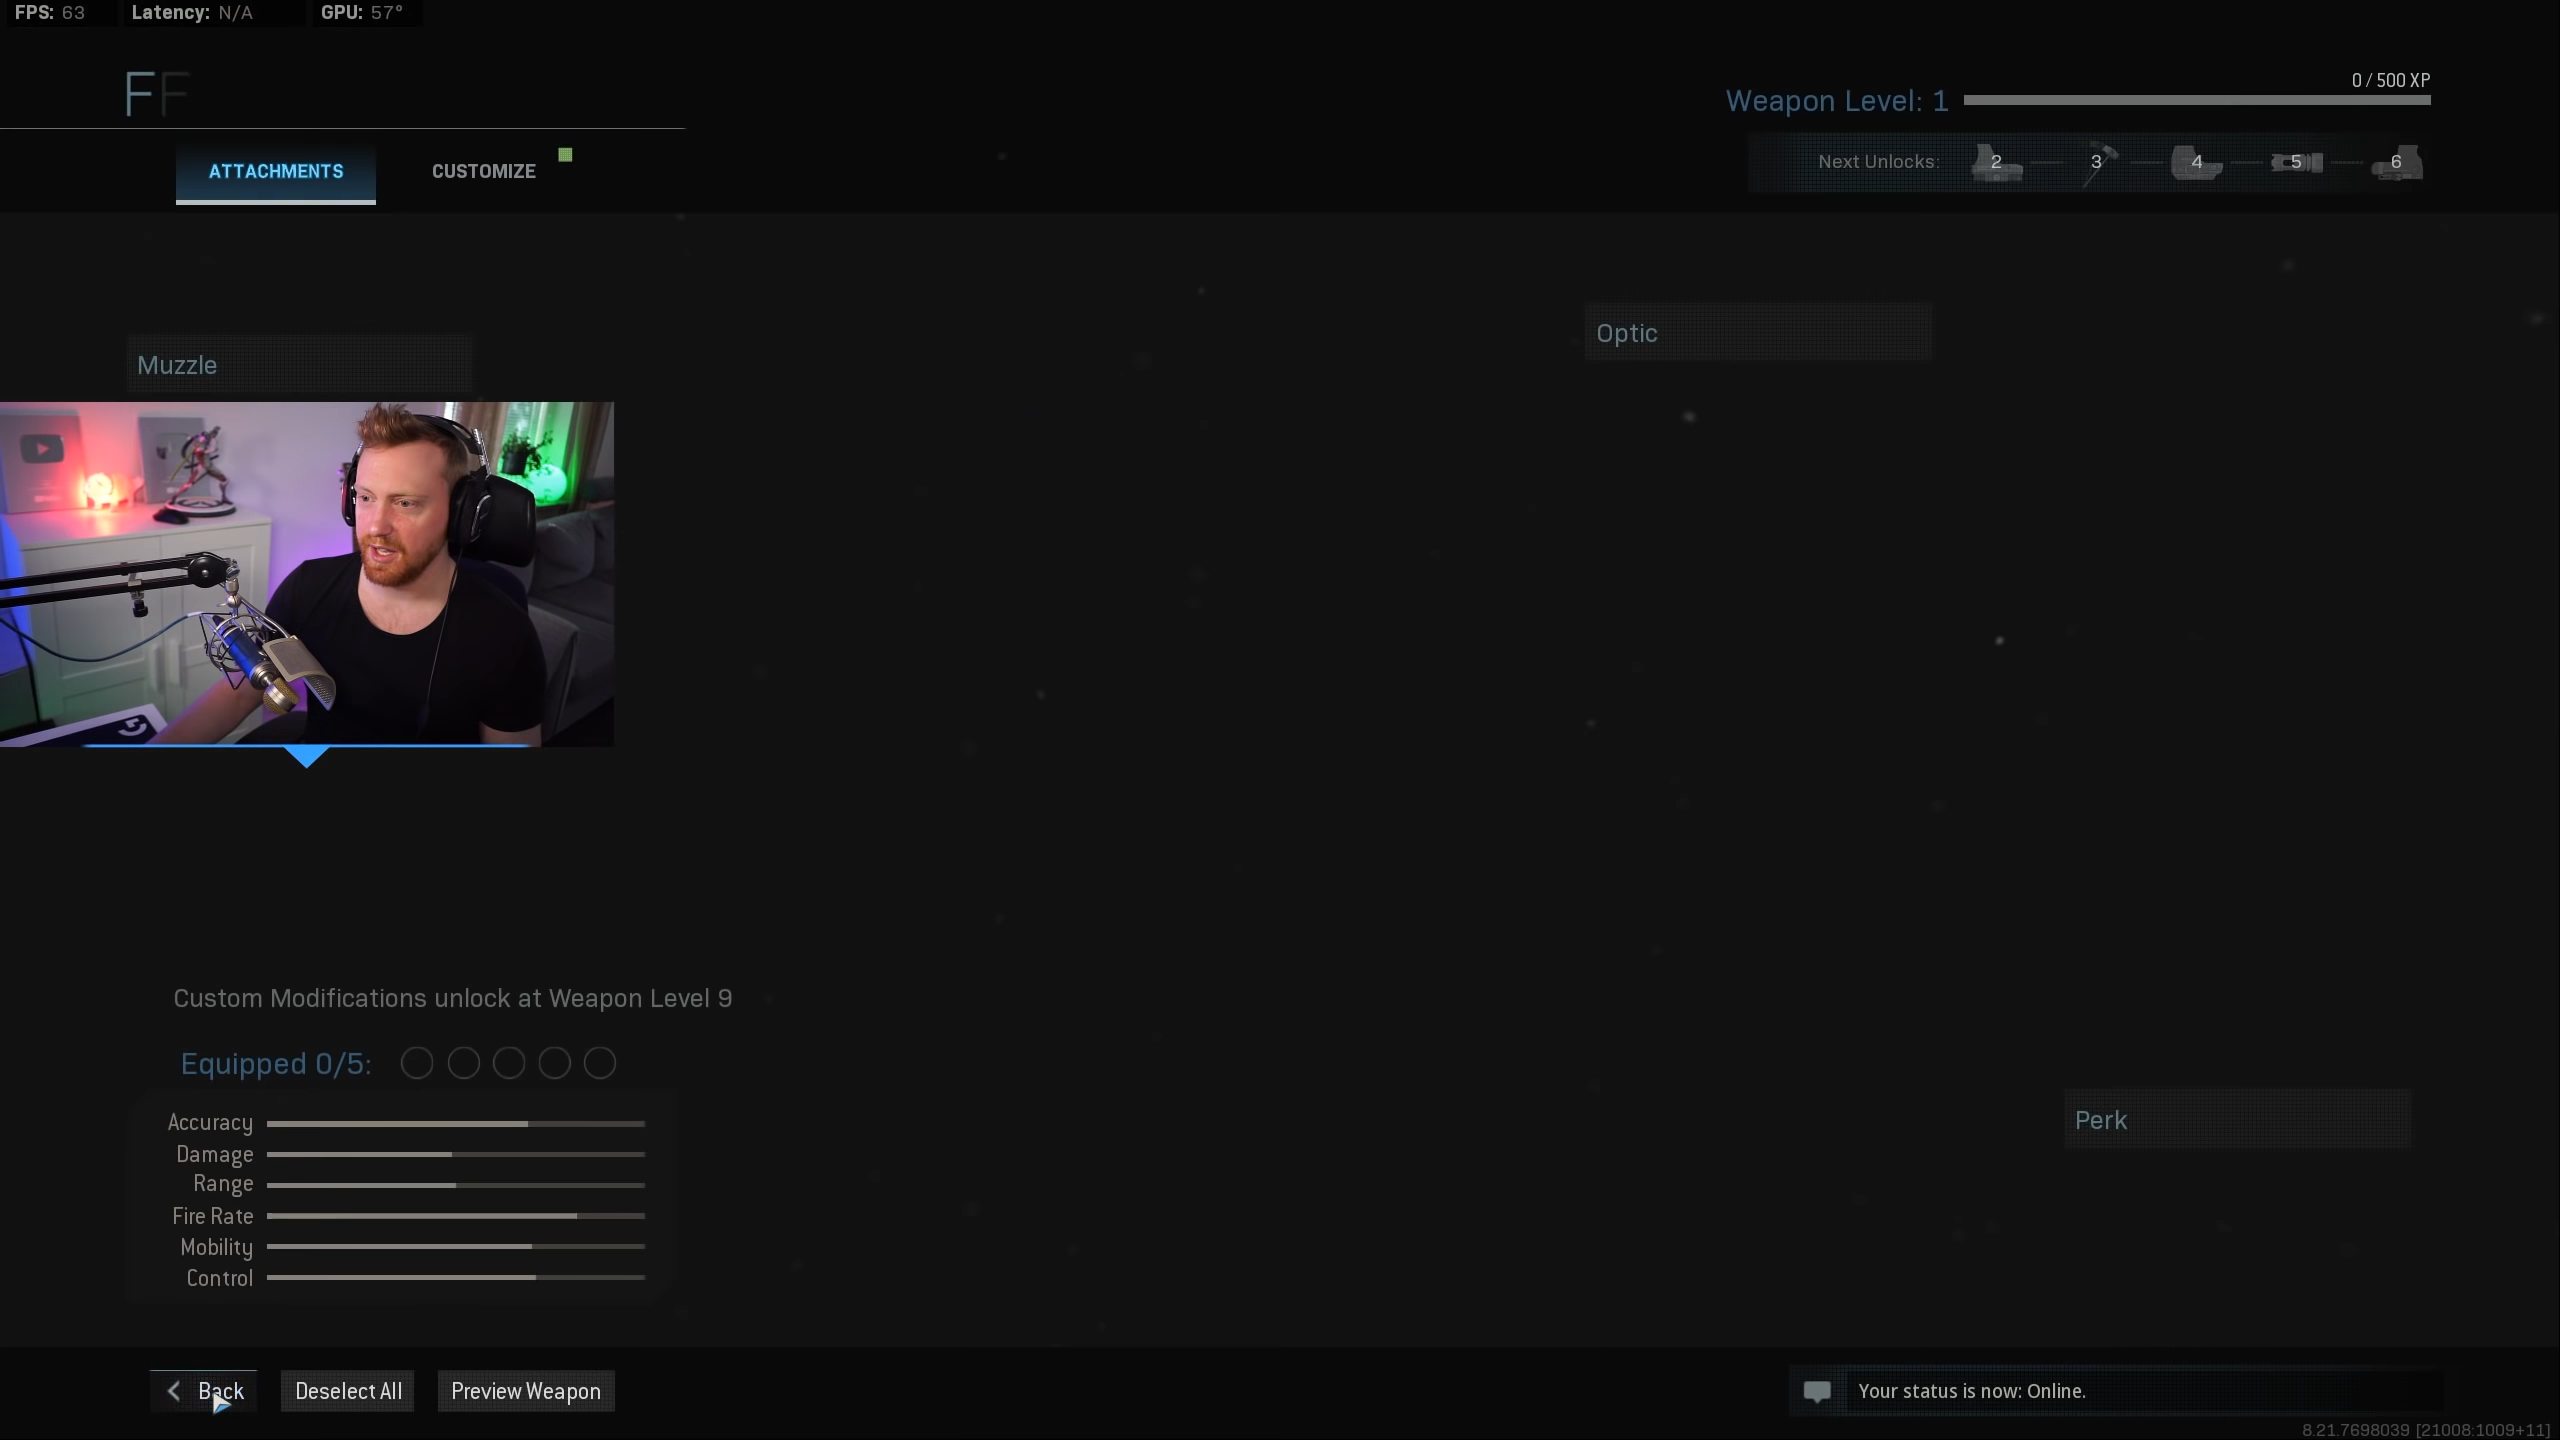 FPS: 63 Latency: N/A GPU: 57°
FF
0 / 500 XP
Weapon Level: 1
ATTACHMENTS CUSTOMIZE
Next Unlocks: 2 3 4 5 6
Optic
Muzzle
Custom Modifications unlock at Weapon Level 9
Equipped 0/5:
Accuracy
Damage
Range
Fire Rate
Mobility
Control
Perk
Back Deselect All Preview Weapon
Your status is now: Online.
8.21.7698039 [21008:1009+11]